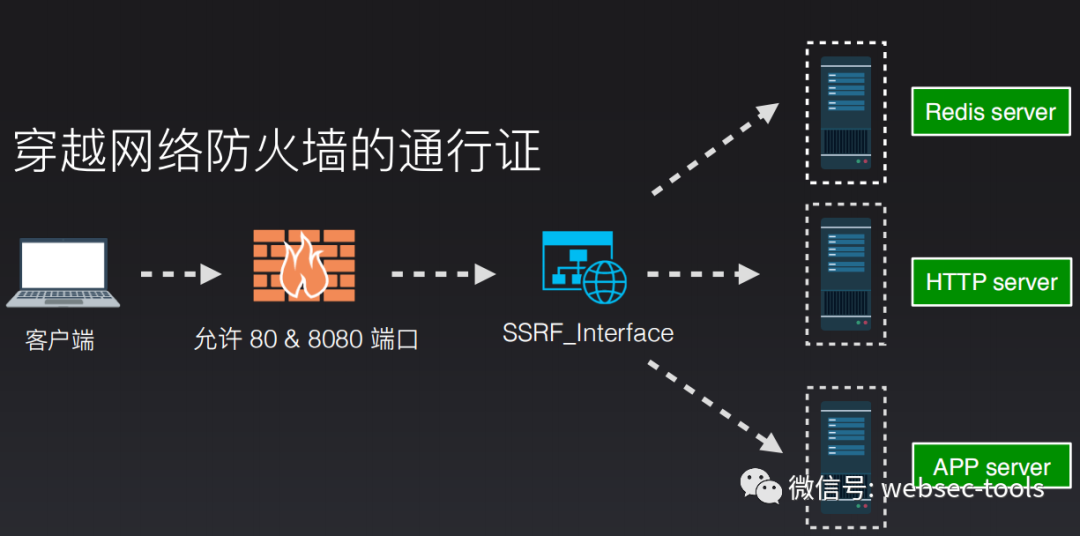 穿越网络防火墙的通行证
Redis server
HTTP server
客户端
允许 80 & 8080 端口
SSRF_Interface
APP server
微信号: websec-tools